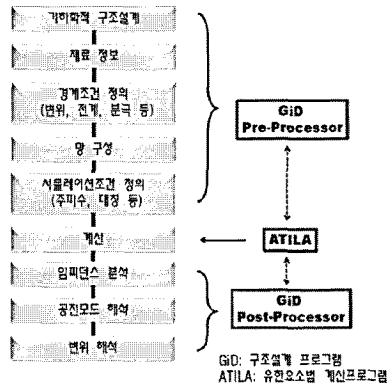 기하학적 구조설계
재료 정보
경계조건 정의
(변위, 전계, 분극 등)
망 구성
시뮬레이션조건 정의
(주파수, 대칭 등)
계산
임피던스 분석
공진모드 해석
변위 해석
GiD
Pre-Processor
ATILA
GiD
Post-Processor
GiD: 구조설계 프로그램
ATILA: 유한요소법 계산프로그램